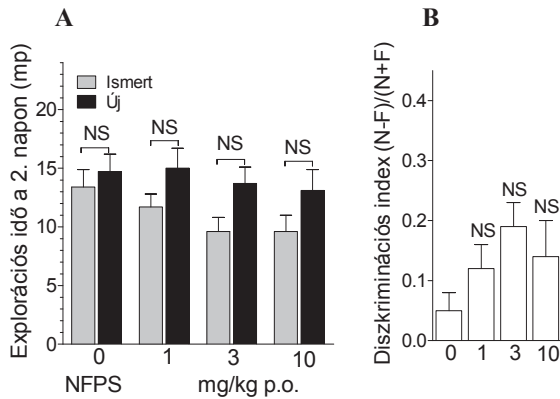 A
Explorációs idő a 2. napon (mp)
20
15
10
5
0
Ismert
Új
NS
NS
NS
NS
0
1
3
10
NFPS
mg/kg p.o.
B
Diszkriminációs index (N-F)/(N+F)
0.4
0.3
0.2
0.1
0.0
NS
NS
NS
0
1
3
10